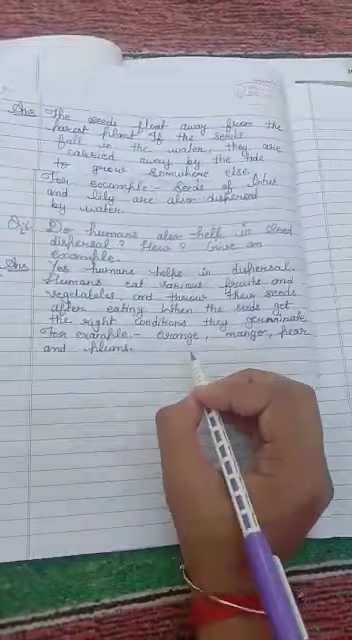 Ans The seeds float away from the
parent plant If the seeds
fall in the water, they are
carried away by the tide
to grow somwhere else.
For example:- Seeds of lotus
and lily are also dispersed
by water.
Do humans also help in seed
dispersal? How? Give an
example.
Ans Yes humans helps in dispersal.
Humans eat various fruits and
vegetables, and throw their seeds
after eating. When the seeds get
the right conditions they germinate
For example:- Orange, mango, pear
and plums.